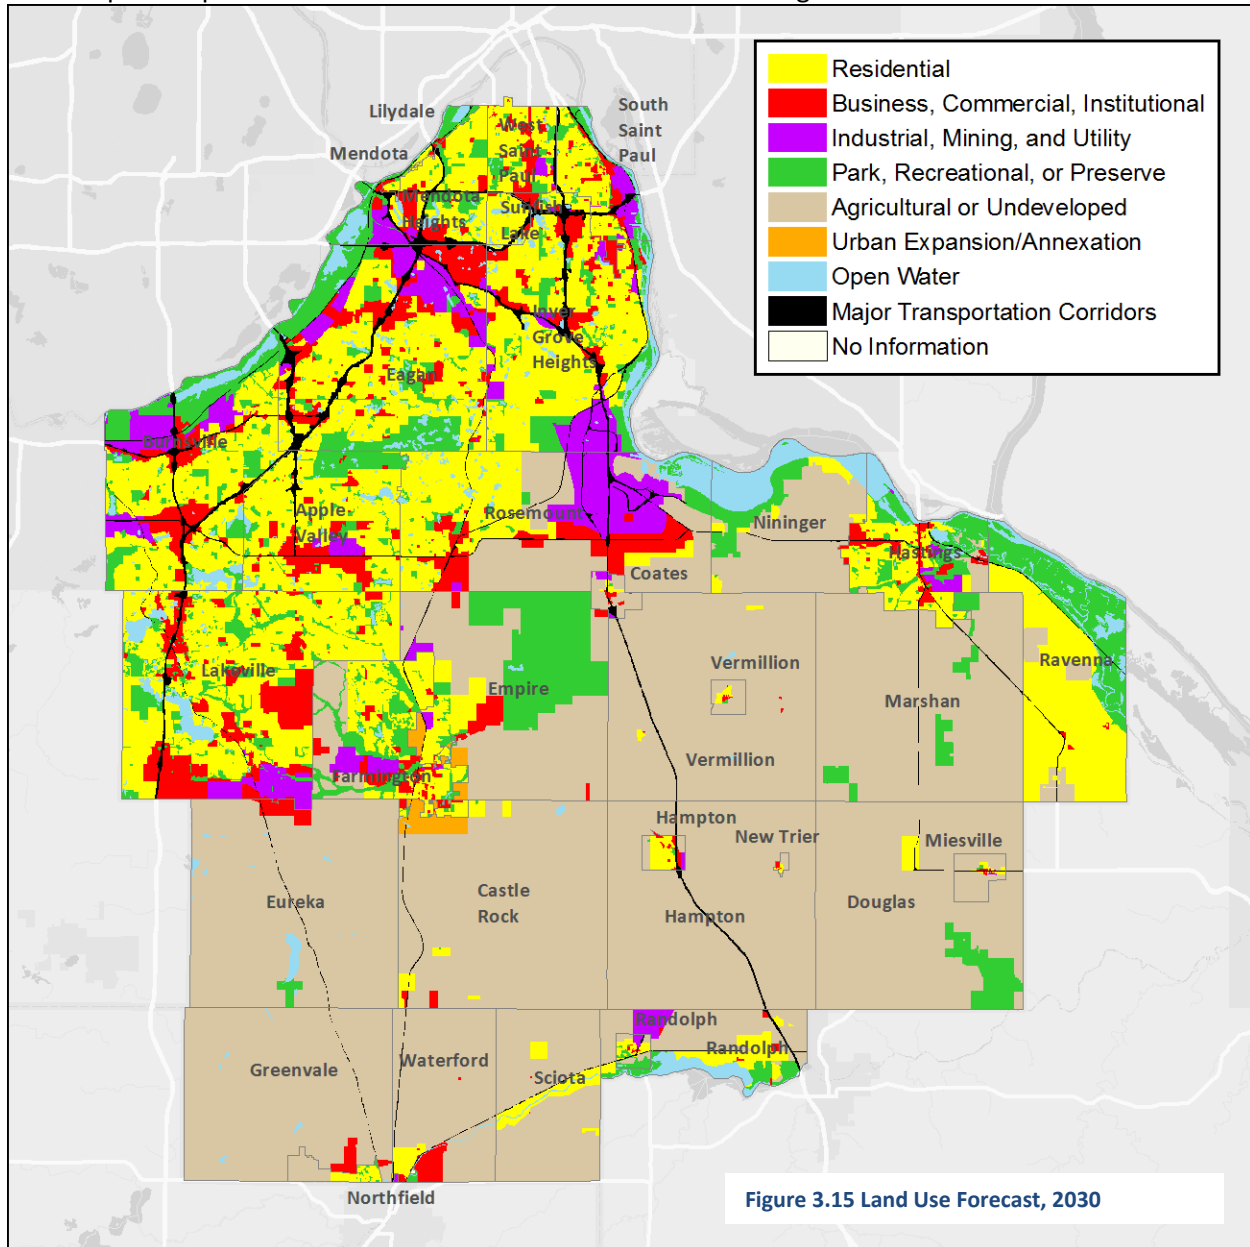 Lilydale
South
Saint
Paul
West
Saint
Paul
Mendota
Mendota
Heights
Sunfish
Lake
Inver
Grove
Heights
Eagan
Burnsville
Apple
Valley
Rosemount
Nininger
Hastings
Coates
Lakeville
Empire
Vermillion
Ravenna
Marshan
Vermillion
Farmington
Hampton
New Trier
Miesville
Eureka
Castle
Rock
Hampton
Douglas
Randolph
Randolph
Greenvale
Waterford
Sciota
Northfield
Residential
Business, Commercial, Institutional
Industrial, Mining, and Utility
Park, Recreational, or Preserve
Agricultural or Undeveloped
Urban Expansion/Annexation
Open Water
Major Transportation Corridors
No Information
Figure 3.15 Land Use Forecast, 2030